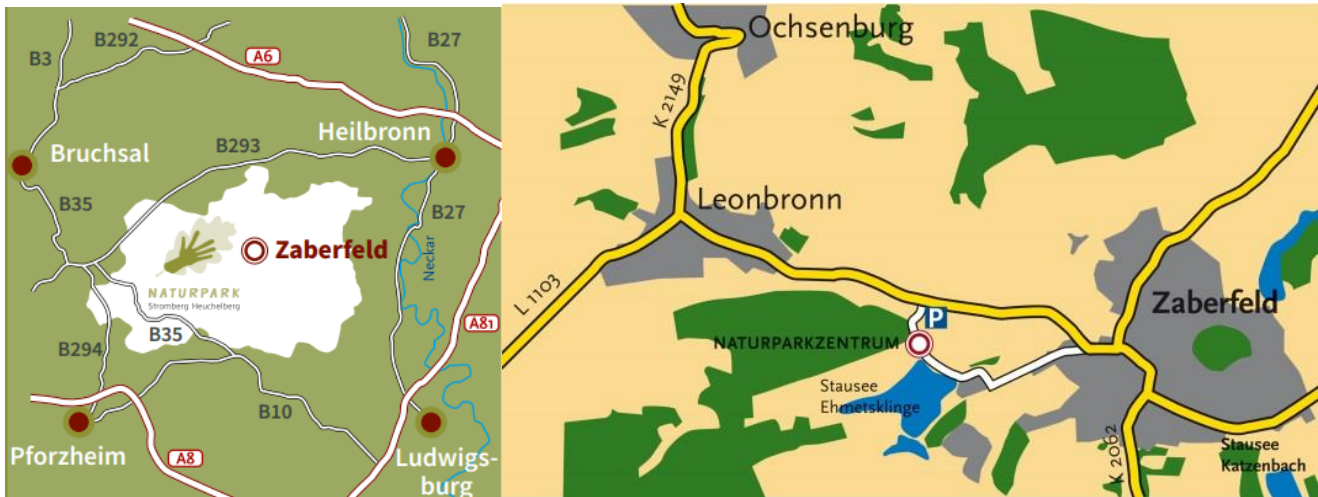 B292
B27
B3
A6
Heilbronn
Bruchsal
B293
B35
B27
Zaberfeld
Neckar
NATURPARK
Stromberg Heuchelberg
A81
B35
B294
B10
Pforzheim
A8
Ludwigs-
burg
Ochsenburg
K 2149
Leonbronn
L 1103
Zaberfeld
P
NATURPARKZENTRUM
Stausee
Ehmetsklinge
K 2062
Stausee
Katzenbach